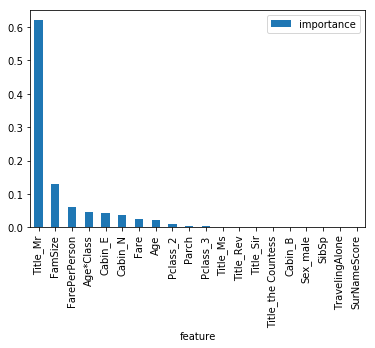 importance
0.6
0.5
0.4
0.3
0.2
0.1
0.0
Title_Mr
FamSize
FarePerPerson
Age*Class
Cabin_E
Cabin_N
Fare
Age
Pclass_2
Parch
Pclass_3
Title_Ms
Title_Rev
Title_Sir
Title_the Countess
Cabin_B
Sex_male
SibSp
TravelingAlone
SurNameScore
feature